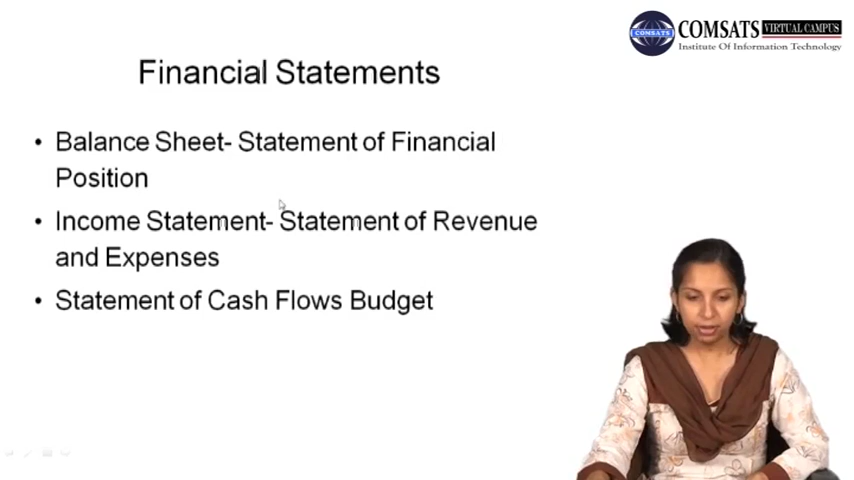 COMSATS VIRTUAL CAMPUS
COMSATS
Institute Of Information Technology
Financial Statements
• Balance Sheet- Statement of Financial
Position
• Income Statement- Statement of Revenue
and Expenses
• Statement of Cash Flows Budget